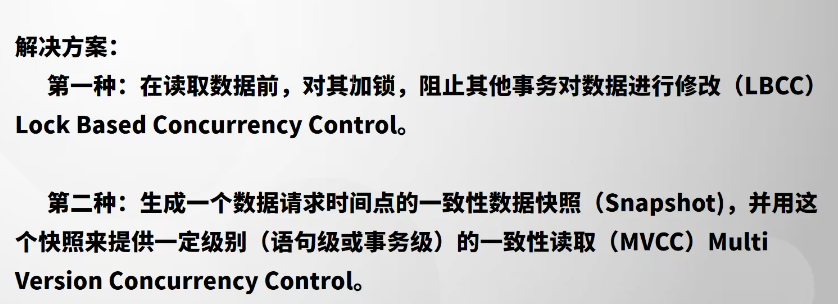 解决方案：
第一种：在读取数据前，对其加锁，阻止其他事务对数据进行修改（LBCC）
Lock Based Concurrency Control。
第二种：生成一个数据请求时间点的一致性数据快照（Snapshot)，并用这
个快照来提供一定级别（语句级或事务级）的一致性读取（MVCC）Multi
Version Concurrency Control。